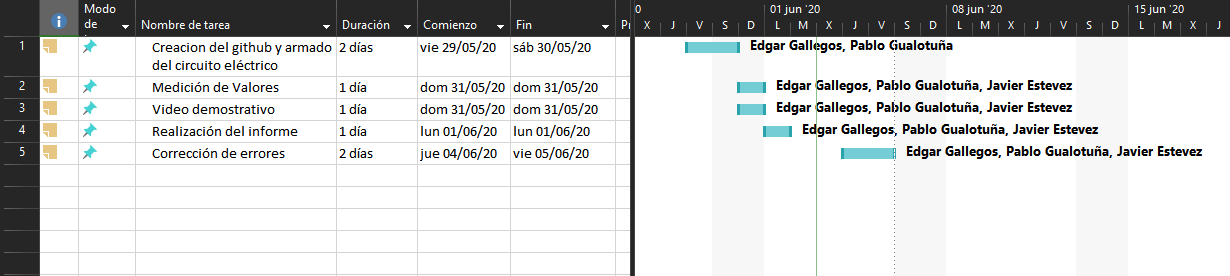 Modo de
Nombre de tarea
Duración
Comienzo
Fin
0
01 jun '20
08 jun '20
15 jun '20
X J V S D L M X J V S D L M X J V S D L M X J
1 Creacion del github y armado del circuito eléctrico 2 días vie 29/05/20 sáb 30/05/20 Edgar Gallegos, Pablo Gualotuña
2 Medición de Valores 1 día dom 31/05/20 dom 31/05/20 Edgar Gallegos, Pablo Gualotuña, Javier Estevez
3 Video demostrativo 1 día dom 31/05/20 dom 31/05/20 Edgar Gallegos, Pablo Gualotuña, Javier Estevez
4 Realización del informe 1 día lun 01/06/20 lun 01/06/20 Edgar Gallegos, Pablo Gualotuña, Javier Estevez
5 Corrección de errores 2 días jue 04/06/20 vie 05/06/20 Edgar Gallegos, Pablo Gualotuña, Javier Estevez